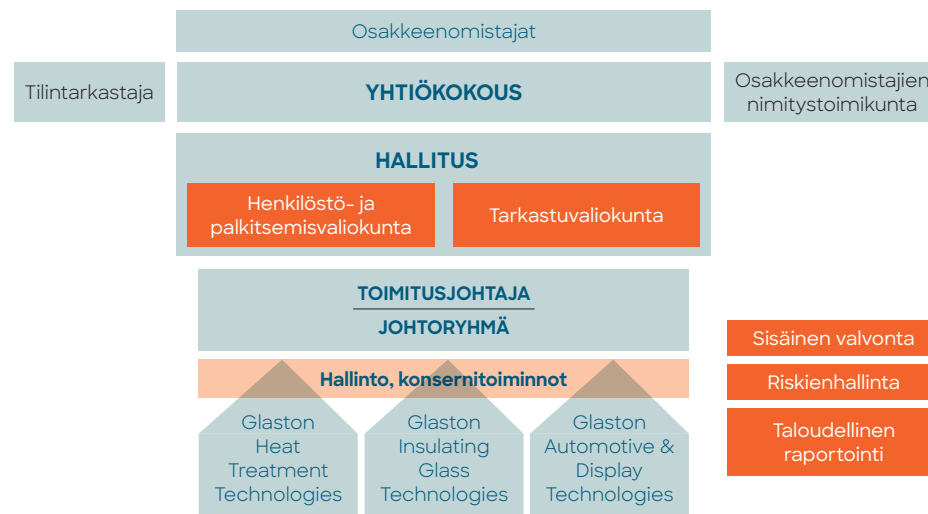 Osakkeenomistajat
Tilintarkastaja
YHTIÖKOKOUS
Osakkeenomistajien
nimitystoimikunta
HALLITUS
Henkilöstö- ja
palkitsemisvaliokunta
Tarkastuvaliokunta
TOIMITUSJOHTAJA
JOHTORYHMÄ
Hallinto, konsernitoiminnot
Glaston
Heat
Treatment
Technologies
Glaston
Insulating
Glass
Technologies
Glaston
Automotive &
Display
Technologies
Sisäinen valvonta
Riskienhallinta
Taloudellinen
raportointi